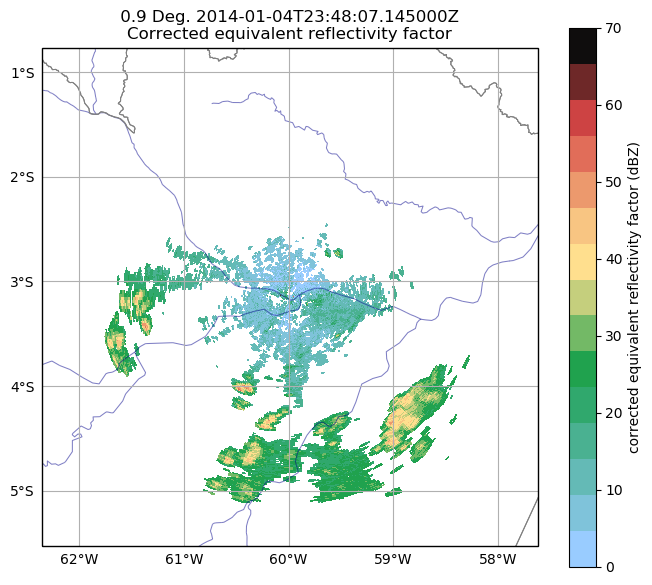 0.9 Deg. 2014-01-04T23:48:07.145000Z
Corrected equivalent reflectivity factor
1°S
2°S
3°S
4°S
5°S
62°W
61°W
60°W
59°W
58°W
70
60
50
40
30
20
10
0
corrected equivalent reflectivity factor (dBZ)